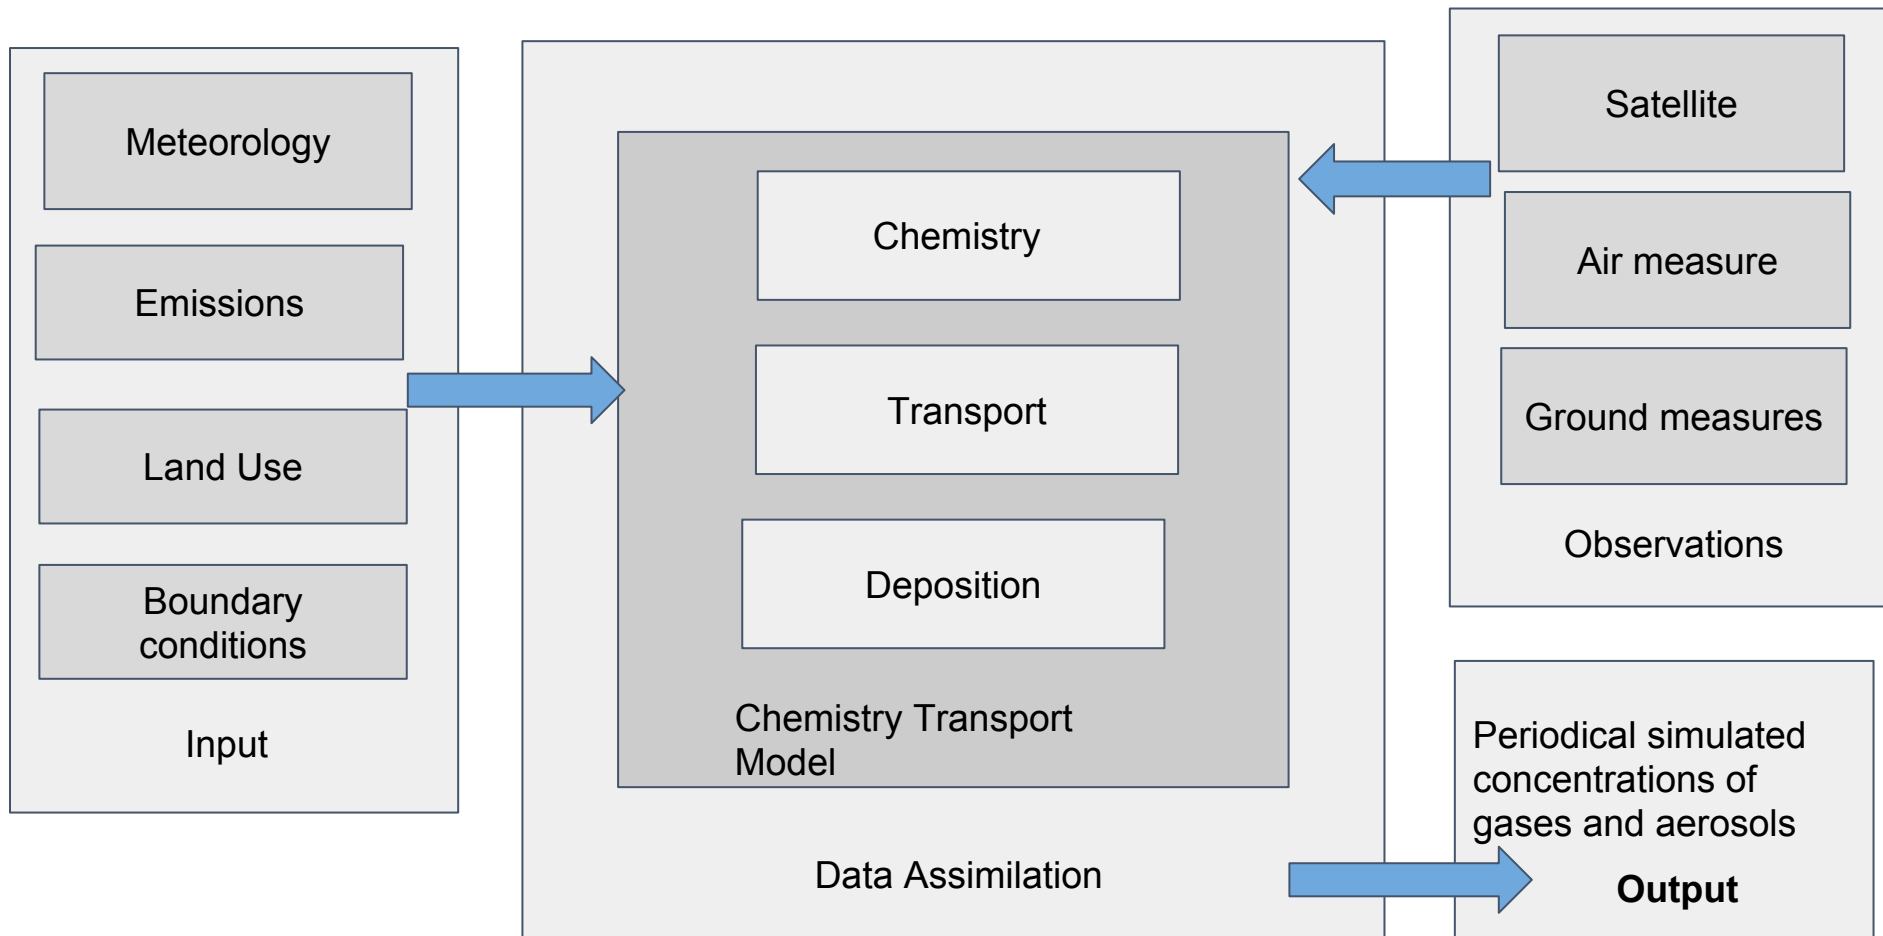 Meteorology
Emissions
Land Use
Boundary
conditions
Input
Chemistry
Transport
Deposition
Chemistry Transport
Model
Data Assimilation
Satellite
Air measure
Ground measures
Observations
Periodical simulated
concentrations of
gases and aerosols
Output